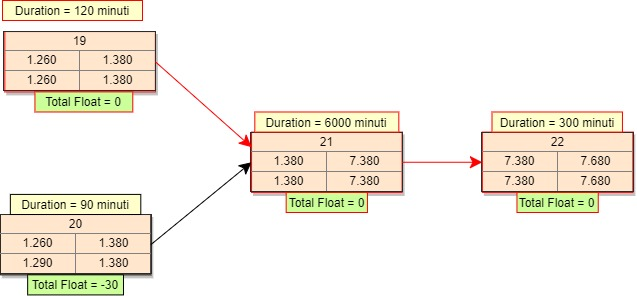 Duration = 120 minuti
19
1.260 1.380
1.260 1.380
Total Float = 0
Duration = 90 minuti
20
1.260 1.380
1.290 1.380
Total Float = -30
Duration = 6000 minuti
21
1.380 7.380
1.380 7.380
Total Float = 0
Duration = 300 minuti
22
7.380 7.680
7.380 7.680
Total Float = 0